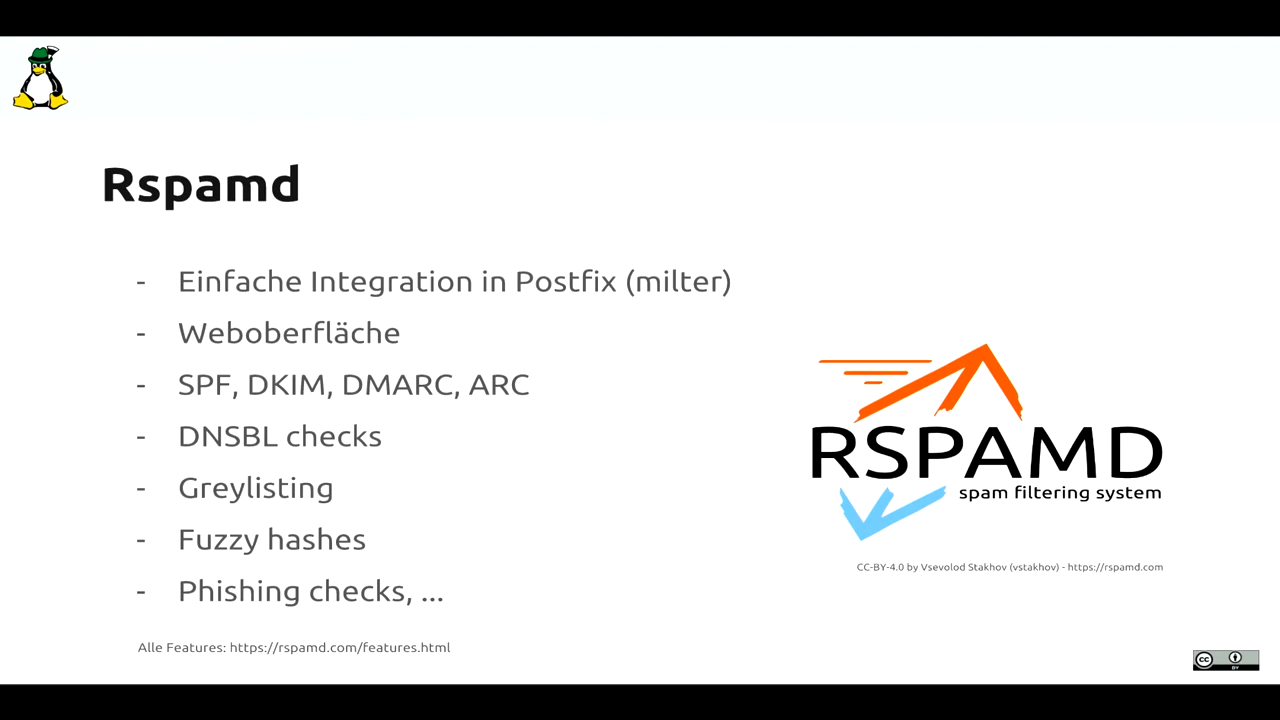 Rspamd
- Einfache Integration in Postfix (milter)
- Weboberfläche
- SPF, DKIM, DMARC, ARC
- DNSBL checks
- Greylisting
- Fuzzy hashes
- Phishing checks, ...
RSPAMD
spam filtering system
CC-BY-4.0 by Vsevolod Stakhov (vstakhov) - https://rspamd.com
Alle Features: https://rspamd.com/features.html
cc
BY